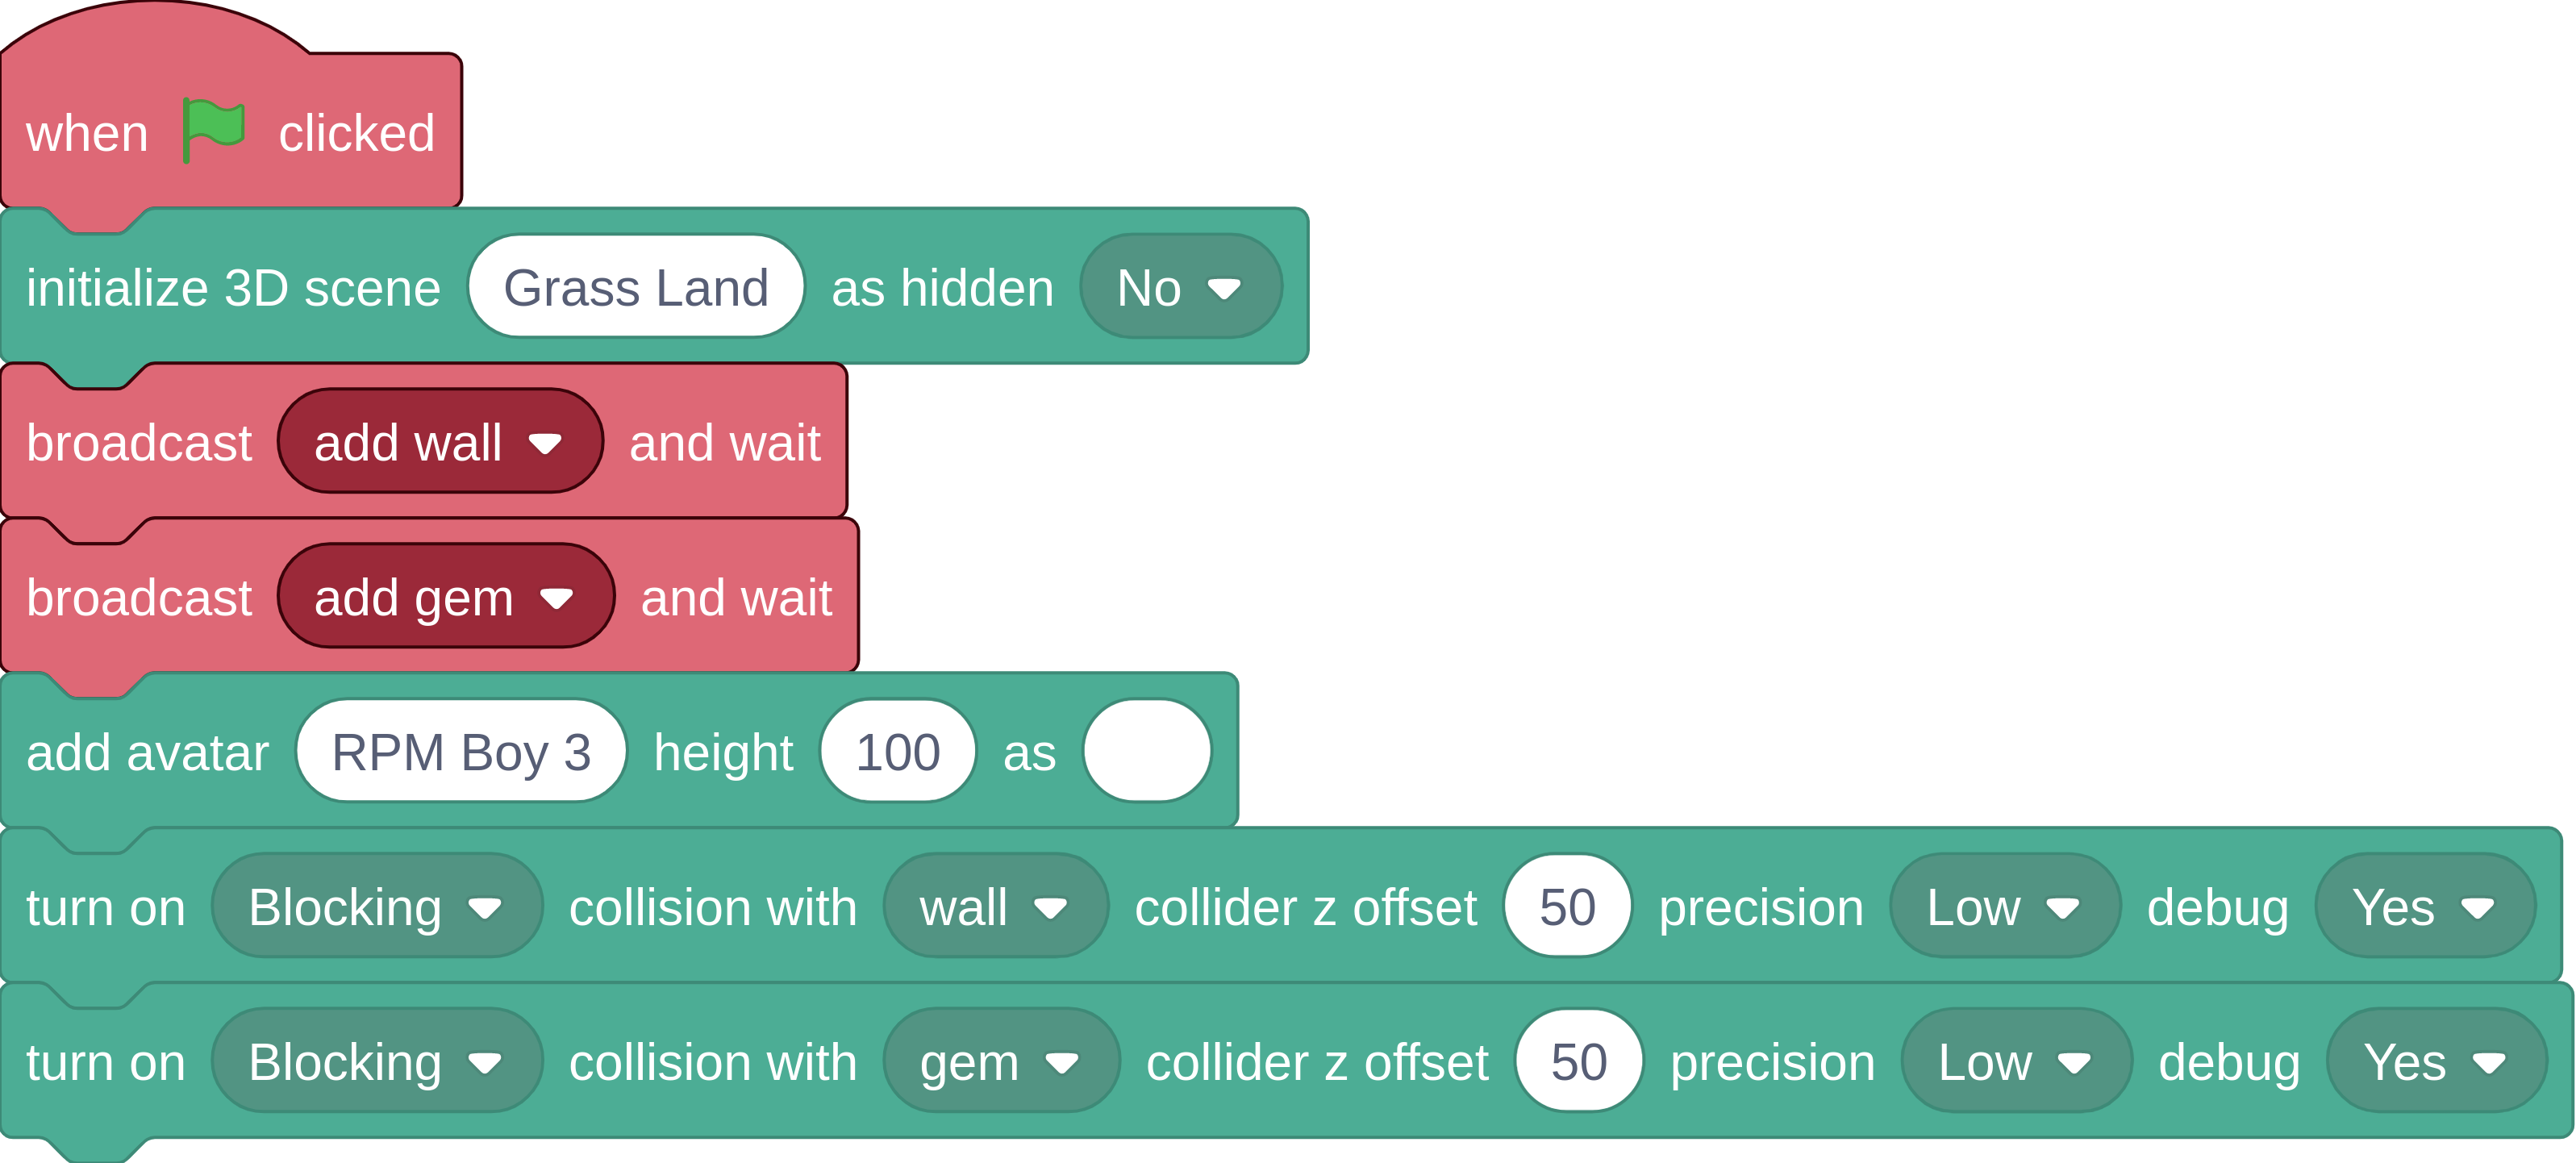 when clicked
initialize 3D scene Grass Land as hidden No
broadcast add wall and wait
broadcast add gem and wait
add avatar RPM Boy 3 height 100 as
turn on Blocking collision with wall collider z offset 50 precision Low debug Yes
turn on Blocking collision with gem collider z offset 50 precision Low debug Yes